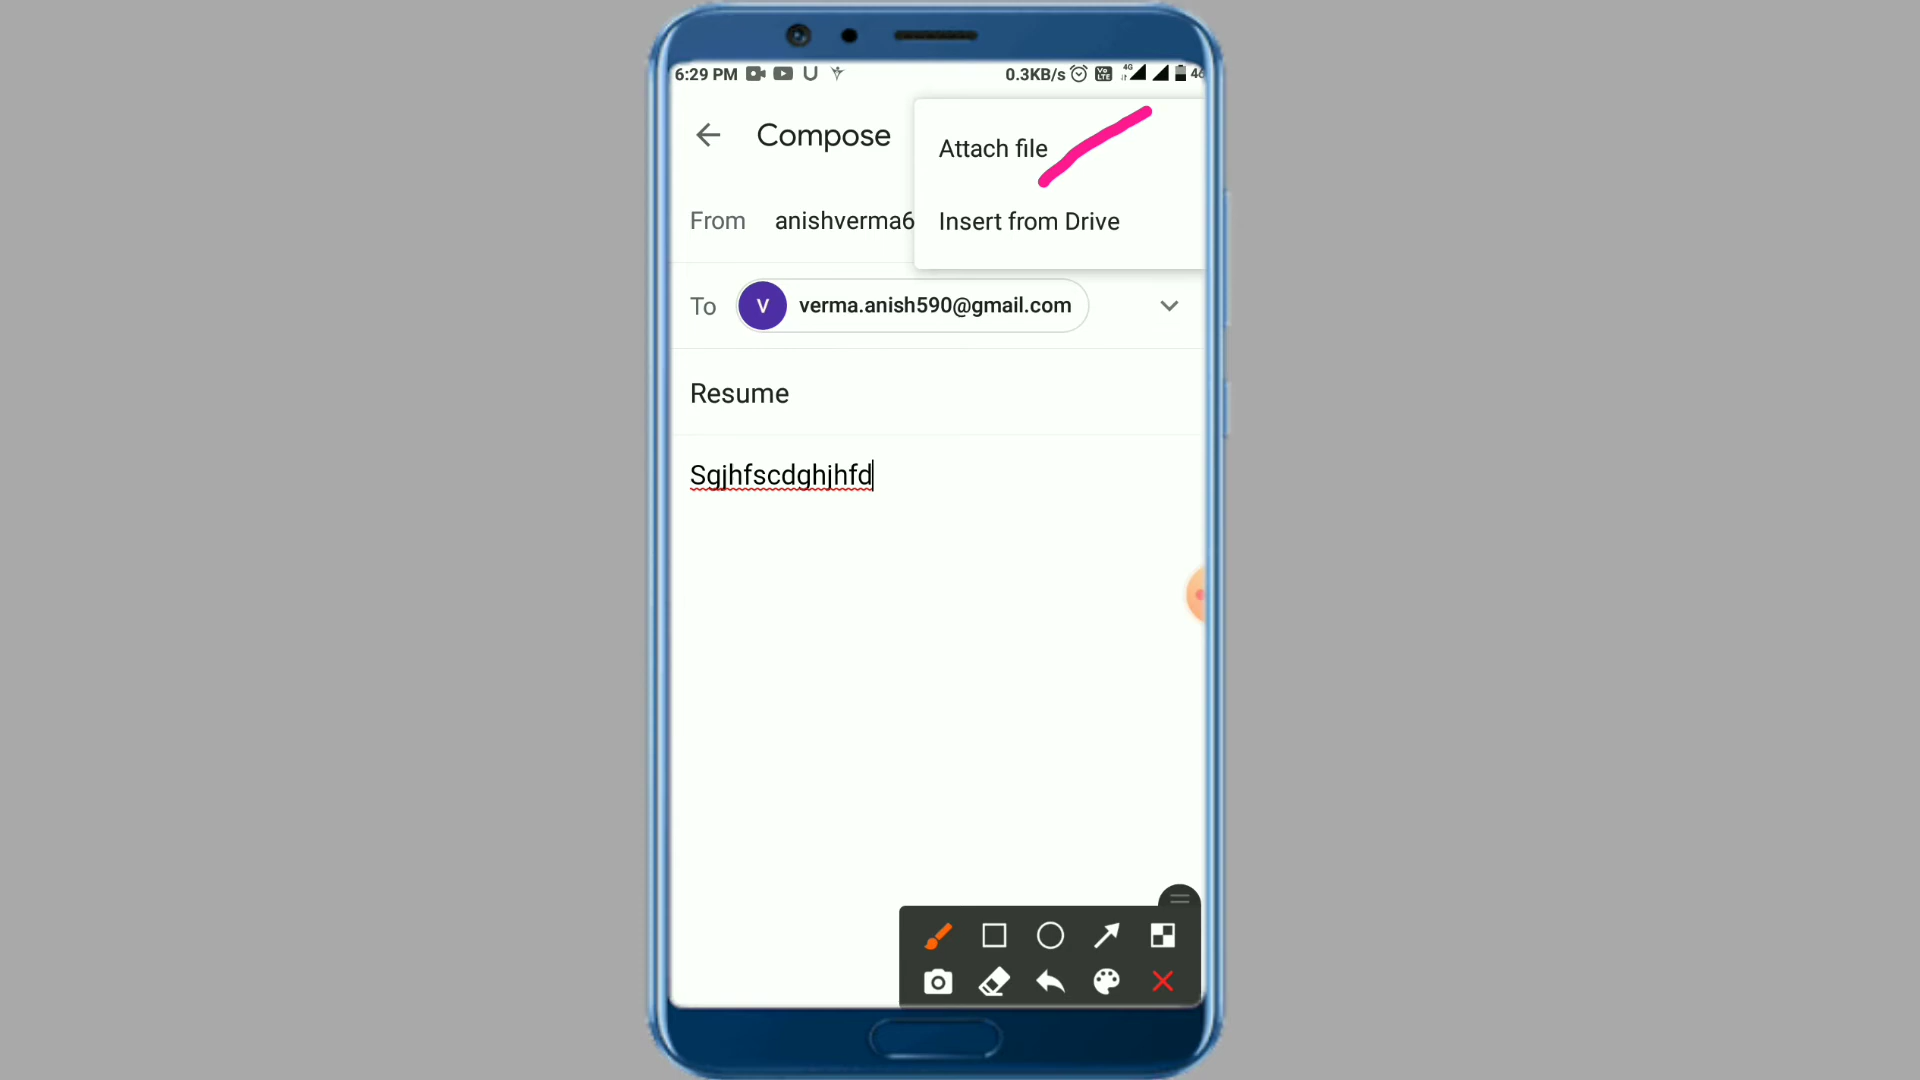 6:29 PM 0.3KB/s 4G
Compose
Attach file
From anishverma6
Insert from Drive
To V verma.anish590@gmail.com
Resume
Sgjhfscdghjhfd